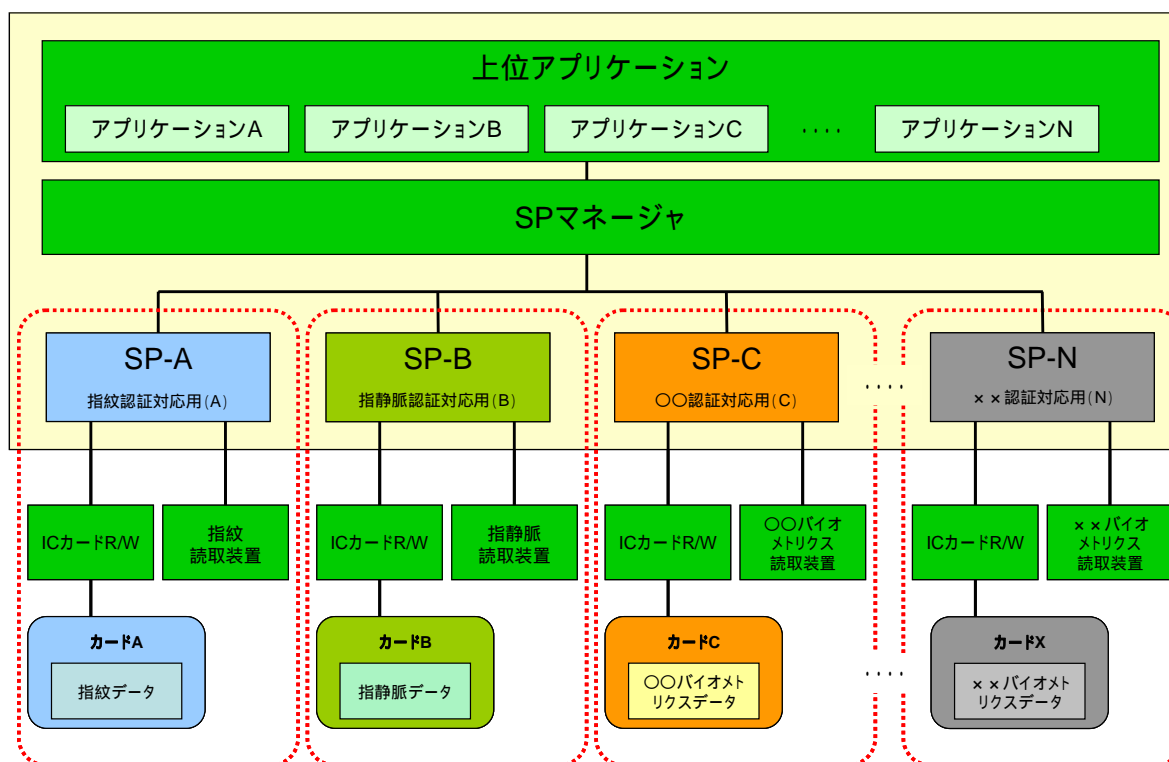 上位アプリケーション
アプリケーションA
アプリケーションB
アプリケーションC
‥‥
アプリケーションN
SPマネージャ
SP-A
指紋認証対応用(A)
SP-B
指静脈認証対応用(B)
SP-C
〇〇認証対応用(C)
‥‥
SP-N
××認証対応用(N)
ICカードR/W
指紋
読取装置
ICカードR/W
指静脈
読取装置
ICカードR/W
〇〇バイオ
メトリクス
読取装置
ICカードR/W
××バイオ
メトリクス
読取装置
カードA
指紋データ
カードB
指静脈データ
カードC
〇〇バイオメト
リクスデータ
‥‥
カードX
××バイオメト
リクスデータ